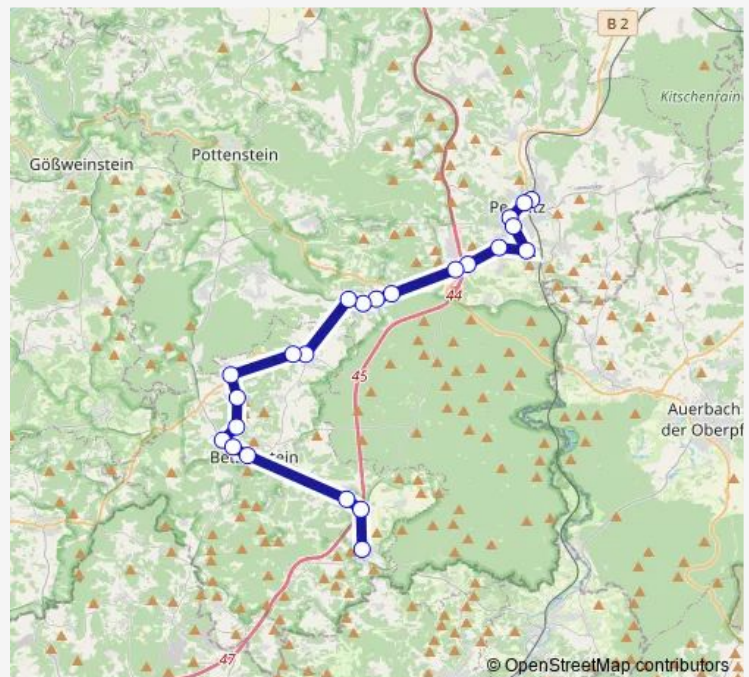 B 2
Kitschenrain
Pottenstein
Gößweinstein
44
45
Auerbach
der Oberpf
47
© OpenStreetMap contributors